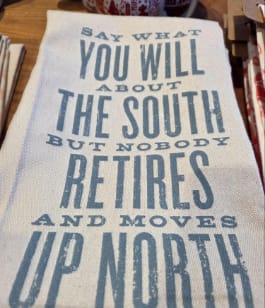 SAY WHAT
YOU WILL
ABOUT
THE SOUTH
BUT NOBODY
RETIRES
AND MOVES
UP NORTH